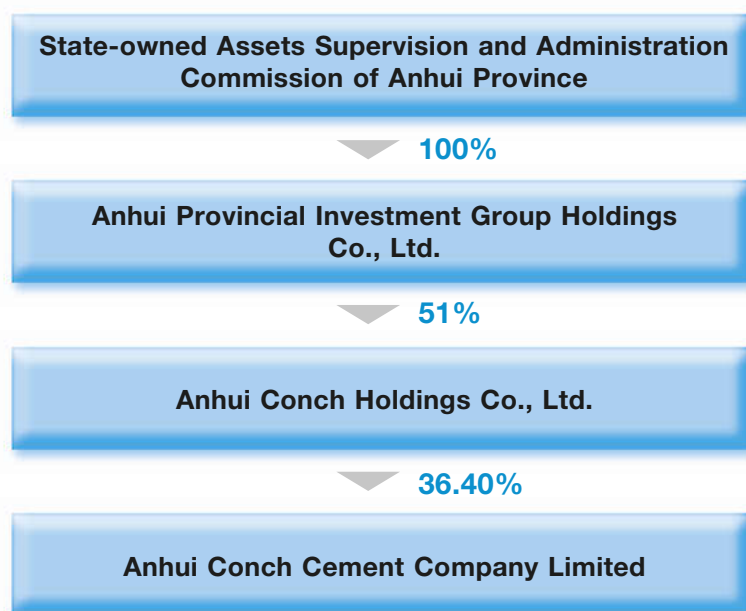 State-owned Assets Supervision and Administration
Commission of Anhui Province
100%
Anhui Provincial Investment Group Holdings
Co., Ltd.
51%
Anhui Conch Holdings Co., Ltd.
36.40%
Anhui Conch Cement Company Limited